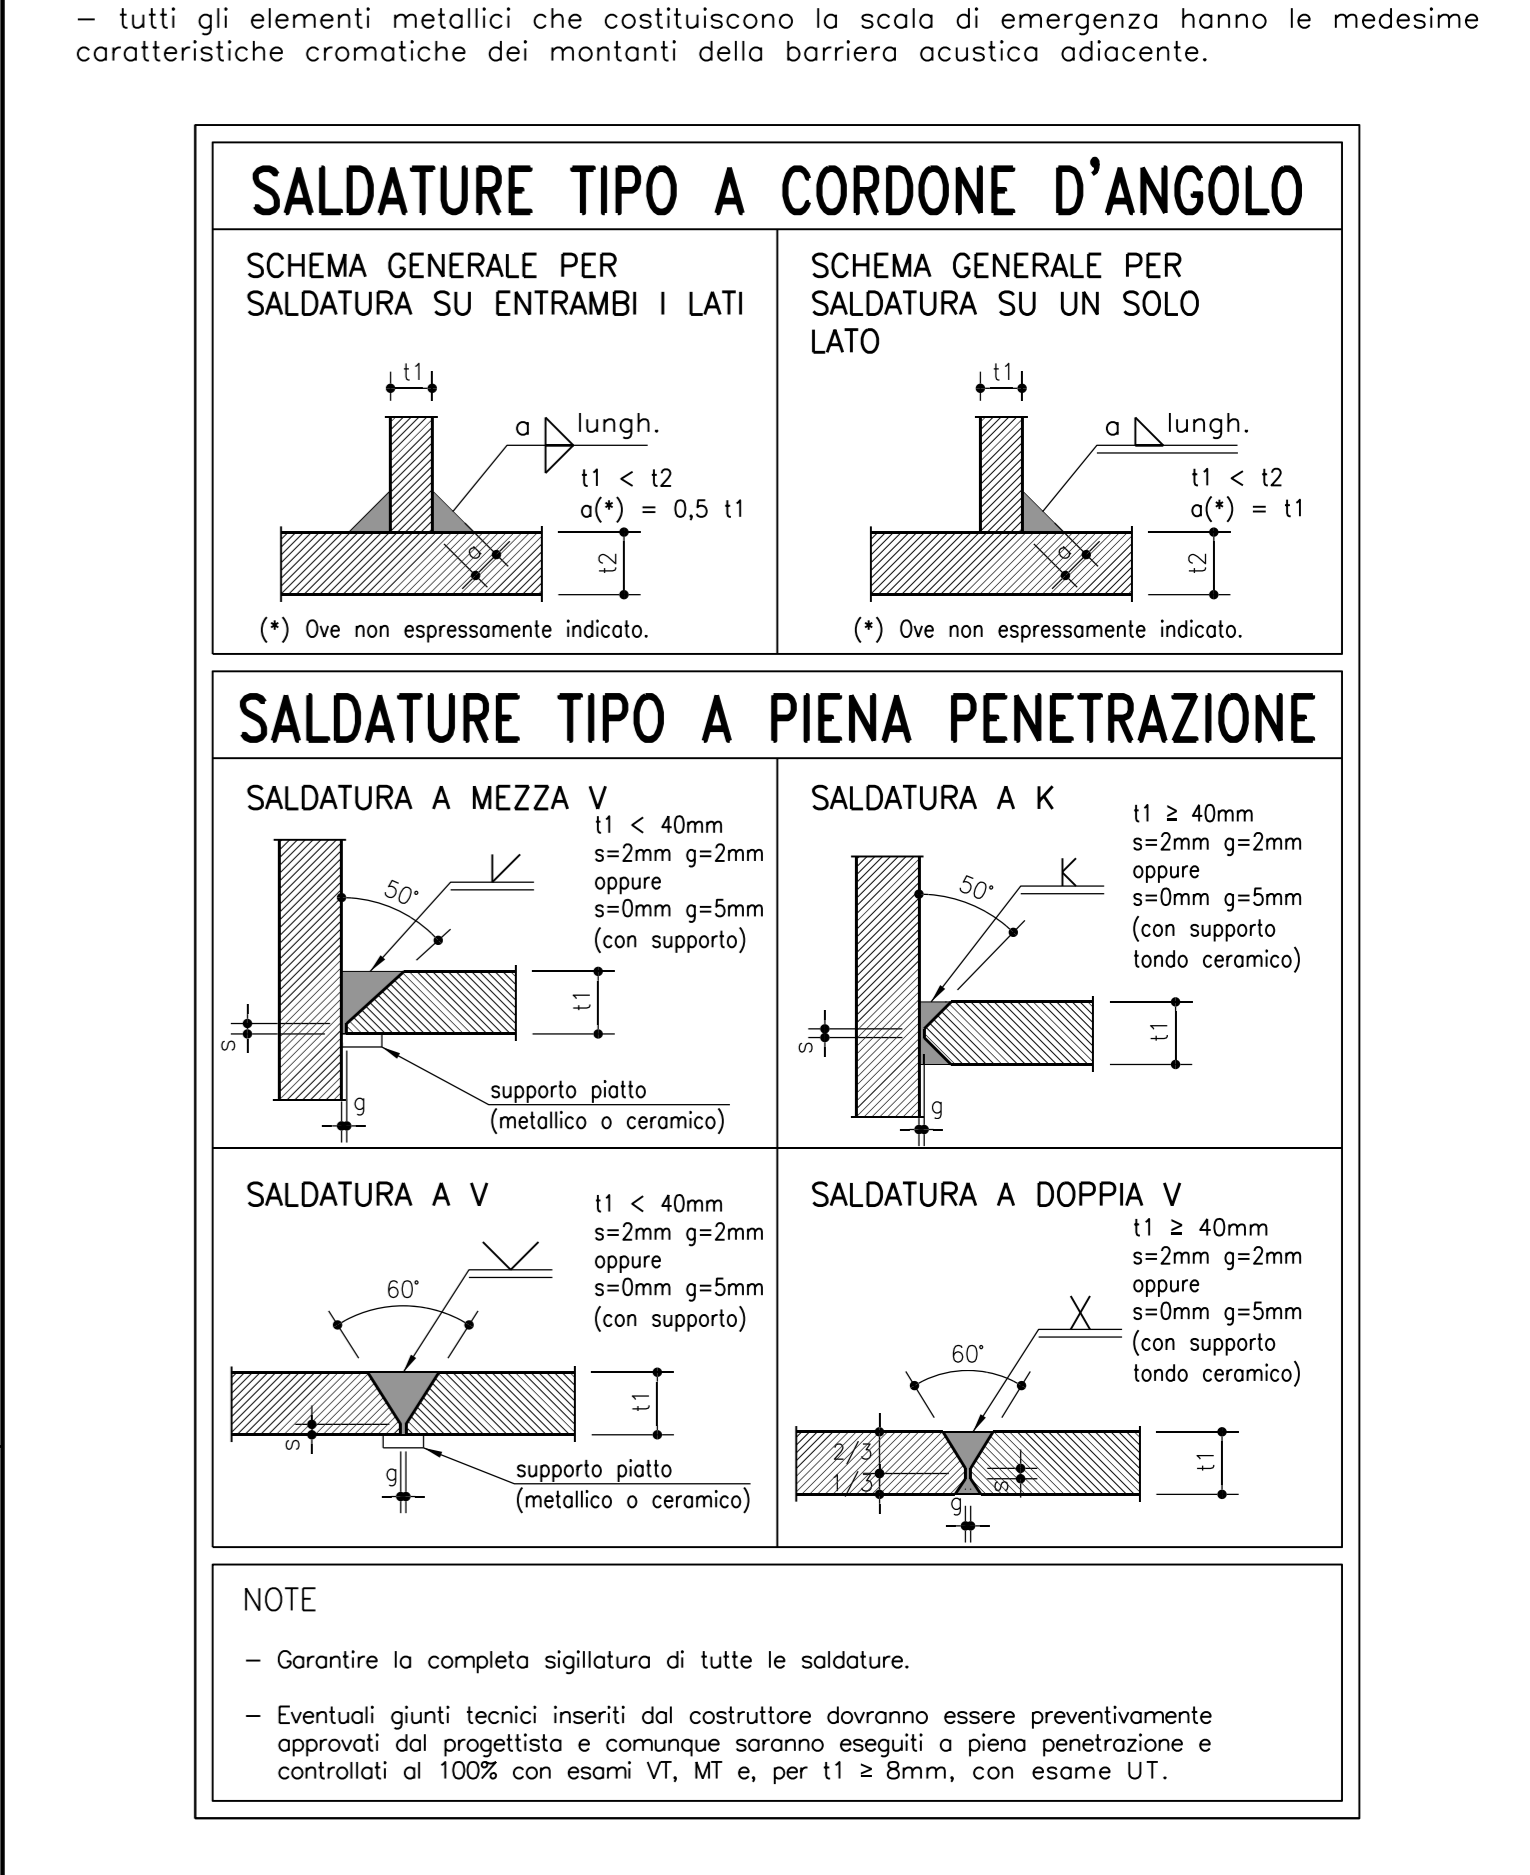 – tutti gli elementi metallici che costituiscono la scala di emergenza hanno le medesime
caratteristiche cromatiche dei montanti della barriera acustica adiacente.
SALDATURE TIPO A CORDONE D'ANGOLO
SCHEMA GENERALE PER
SALDATURA SU ENTRAMBI I LATI
t1
a lungh.
t1 < t2
a(*) = 0,5 t1
a
t2
(*) Ove non espressamente indicato.
SCHEMA GENERALE PER
SALDATURA SU UN SOLO
LATO
t1
a lungh.
t1 < t2
a(*) = t1
a
t2
(*) Ove non espressamente indicato.
SALDATURE TIPO A PIENA PENETRAZIONE
SALDATURA A MEZZA V
t1 < 40mm
s=2mm g=2mm
oppure
s=0mm g=5mm
(con supporto)
50°
t1
s
supporto piatto
(metallico o ceramico)
g
SALDATURA A K
t1 ≥ 40mm
s=2mm g=2mm
oppure
s=0mm g=5mm
(con supporto
tondo ceramico)
50°
t1
s
g
SALDATURA A V
t1 < 40mm
s=2mm g=2mm
oppure
s=0mm g=5mm
(con supporto)
60°
t1
s
g
supporto piatto
(metallico o ceramico)
SALDATURA A DOPPIA V
t1 ≥ 40mm
s=2mm g=2mm
oppure
s=0mm g=5mm
(con supporto
tondo ceramico)
60°
2/3
1/3
s
t1
g
NOTE
– Garantire la completa sigillatura di tutte le saldature.
– Eventuali giunti tecnici inseriti dal costruttore dovranno essere preventivamente
approvati dal progettista e comunque saranno eseguiti a piena penetrazione e
controllati al 100% con esami VT, MT e, per t1 ≥ 8mm, con esame UT.